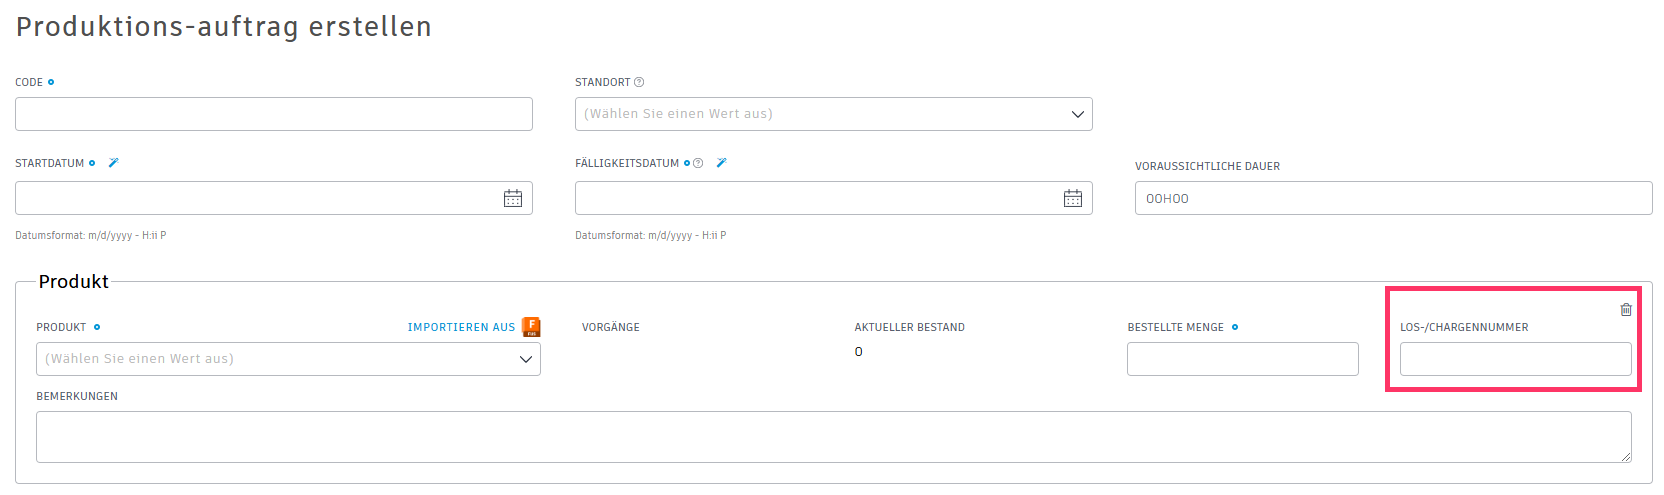 Produktions-auftrag erstellen
CODE
STANDORT
(Wählen Sie einen Wert aus)
STARTDATUM
FÄLLIGKEITSDATUM
VORAUSSICHTLICHE DAUER
00H00
Datumsformat: m/d/yyyy - H:ii P
Datumsformat: m/d/yyyy - H:ii P
Produkt
PRODUKT
IMPORTIEREN AUS
F
FUS
VORGÄNGE
AKTUELLER BESTAND
BESTELLTE MENGE
LOS-/CHARGENNUMMER
(Wählen Sie einen Wert aus)
0
BEMERKUNGEN